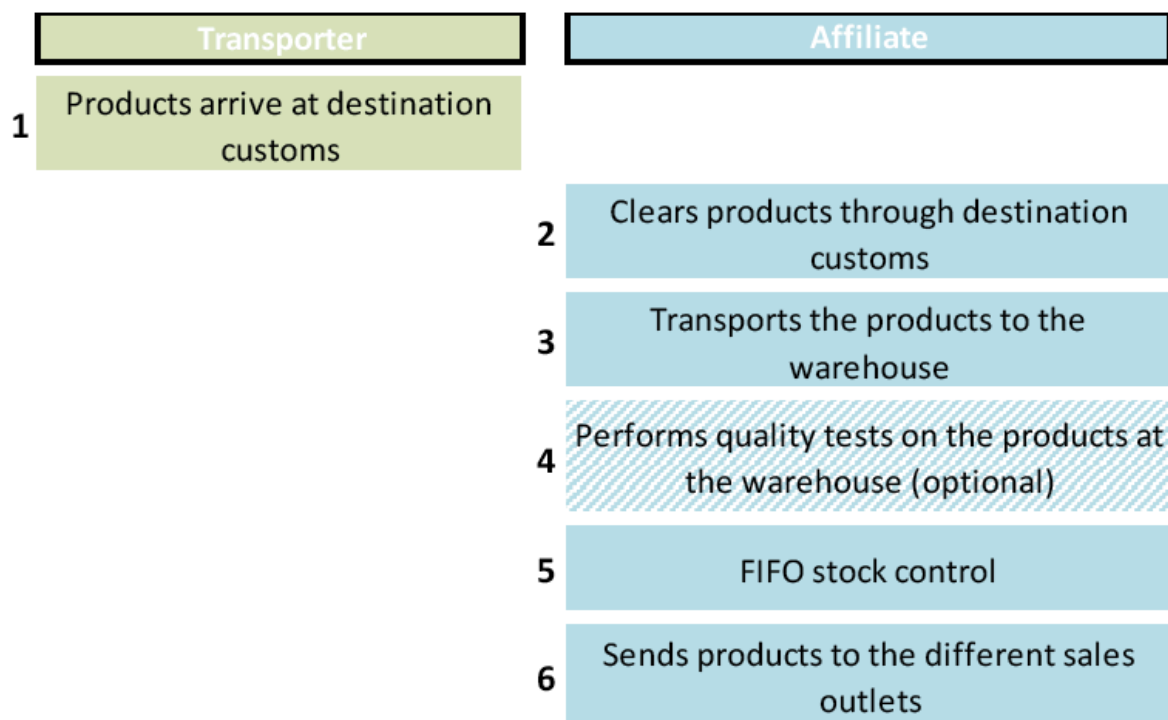 Transporter
Affiliate
1
Products arrive at destination
customs
2
Clears products through destination
customs
3
Transports the products to the
warehouse
4
Performs quality tests on the products at
the warehouse (optional)
5
FIFO stock control
6
Sends products to the different sales
outlets